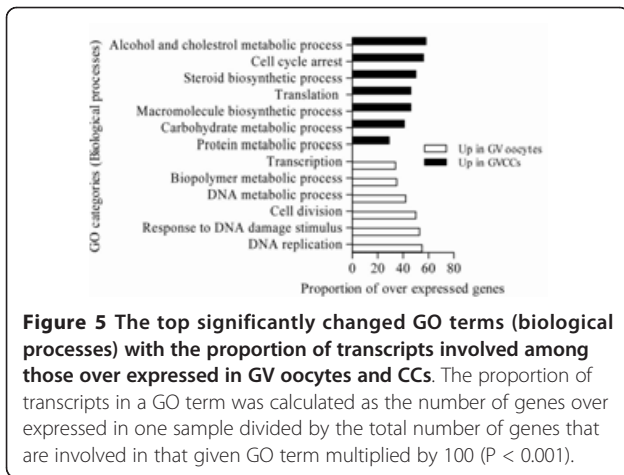 GO categories (Biological processes)
Alcohol and cholestrol metabolic process
Cell cycle arrest
Steroid biosynthetic process
Translation
Macromolecule biosynthetic process
Carbohydrate metabolic process
Protein metabolic process
Transcription
Biopolymer metabolic process
DNA metabolic process
Cell division
Response to DNA damage stimulus
DNA replication
Up in GV oocytes
Up in GVCCs
0 20 40 60 80
Proportion of over expressed genes
Figure 5 The top significantly changed GO terms (biological
processes) with the proportion of transcripts involved among
those over expressed in GV oocytes and CCs. The proportion of
transcripts in a GO term was calculated as the number of genes over
expressed in one sample divided by the total number of genes that
are involved in that given GO term multiplied by 100 (P < 0.001).